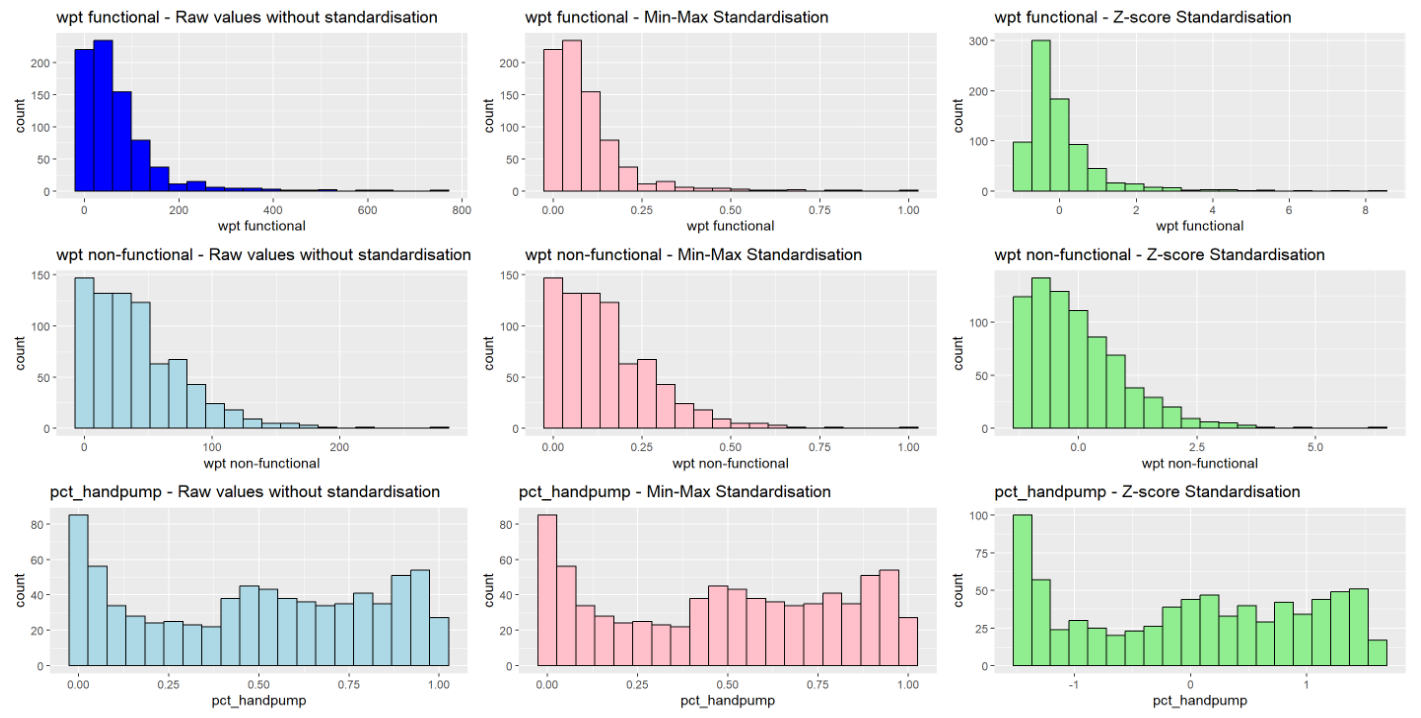 wpt functional - Raw values without standardisation
count
200
150
100
50
0
0 200 400 600 800
wpt functional
wpt functional - Min-Max Standardisation
count
200
150
100
50
0
0.00 0.25 0.50 0.75 1.00
wpt functional
wpt functional - Z-score Standardisation
count
300
200
100
0
0 2 4 6 8
wpt functional
wpt non-functional - Raw values without standardisation
count
150
100
50
0
0 100 200
wpt non-functional
wpt non-functional - Min-Max Standardisation
count
150
100
50
0
0.00 0.25 0.50 0.75 1.00
wpt non-functional
wpt non-functional - Z-score Standardisation
count
100
50
0
0.0 2.5 5.0
wpt non-functional
pct_handpump - Raw values without standardisation
count
80
60
40
20
0
0.00 0.25 0.50 0.75 1.00
pct_handpump
pct_handpump - Min-Max Standardisation
count
80
60
40
20
0
0.00 0.25 0.50 0.75 1.00
pct_handpump
pct_handpump - Z-score Standardisation
count
100
75
50
25
0
-1 0 1
pct_handpump